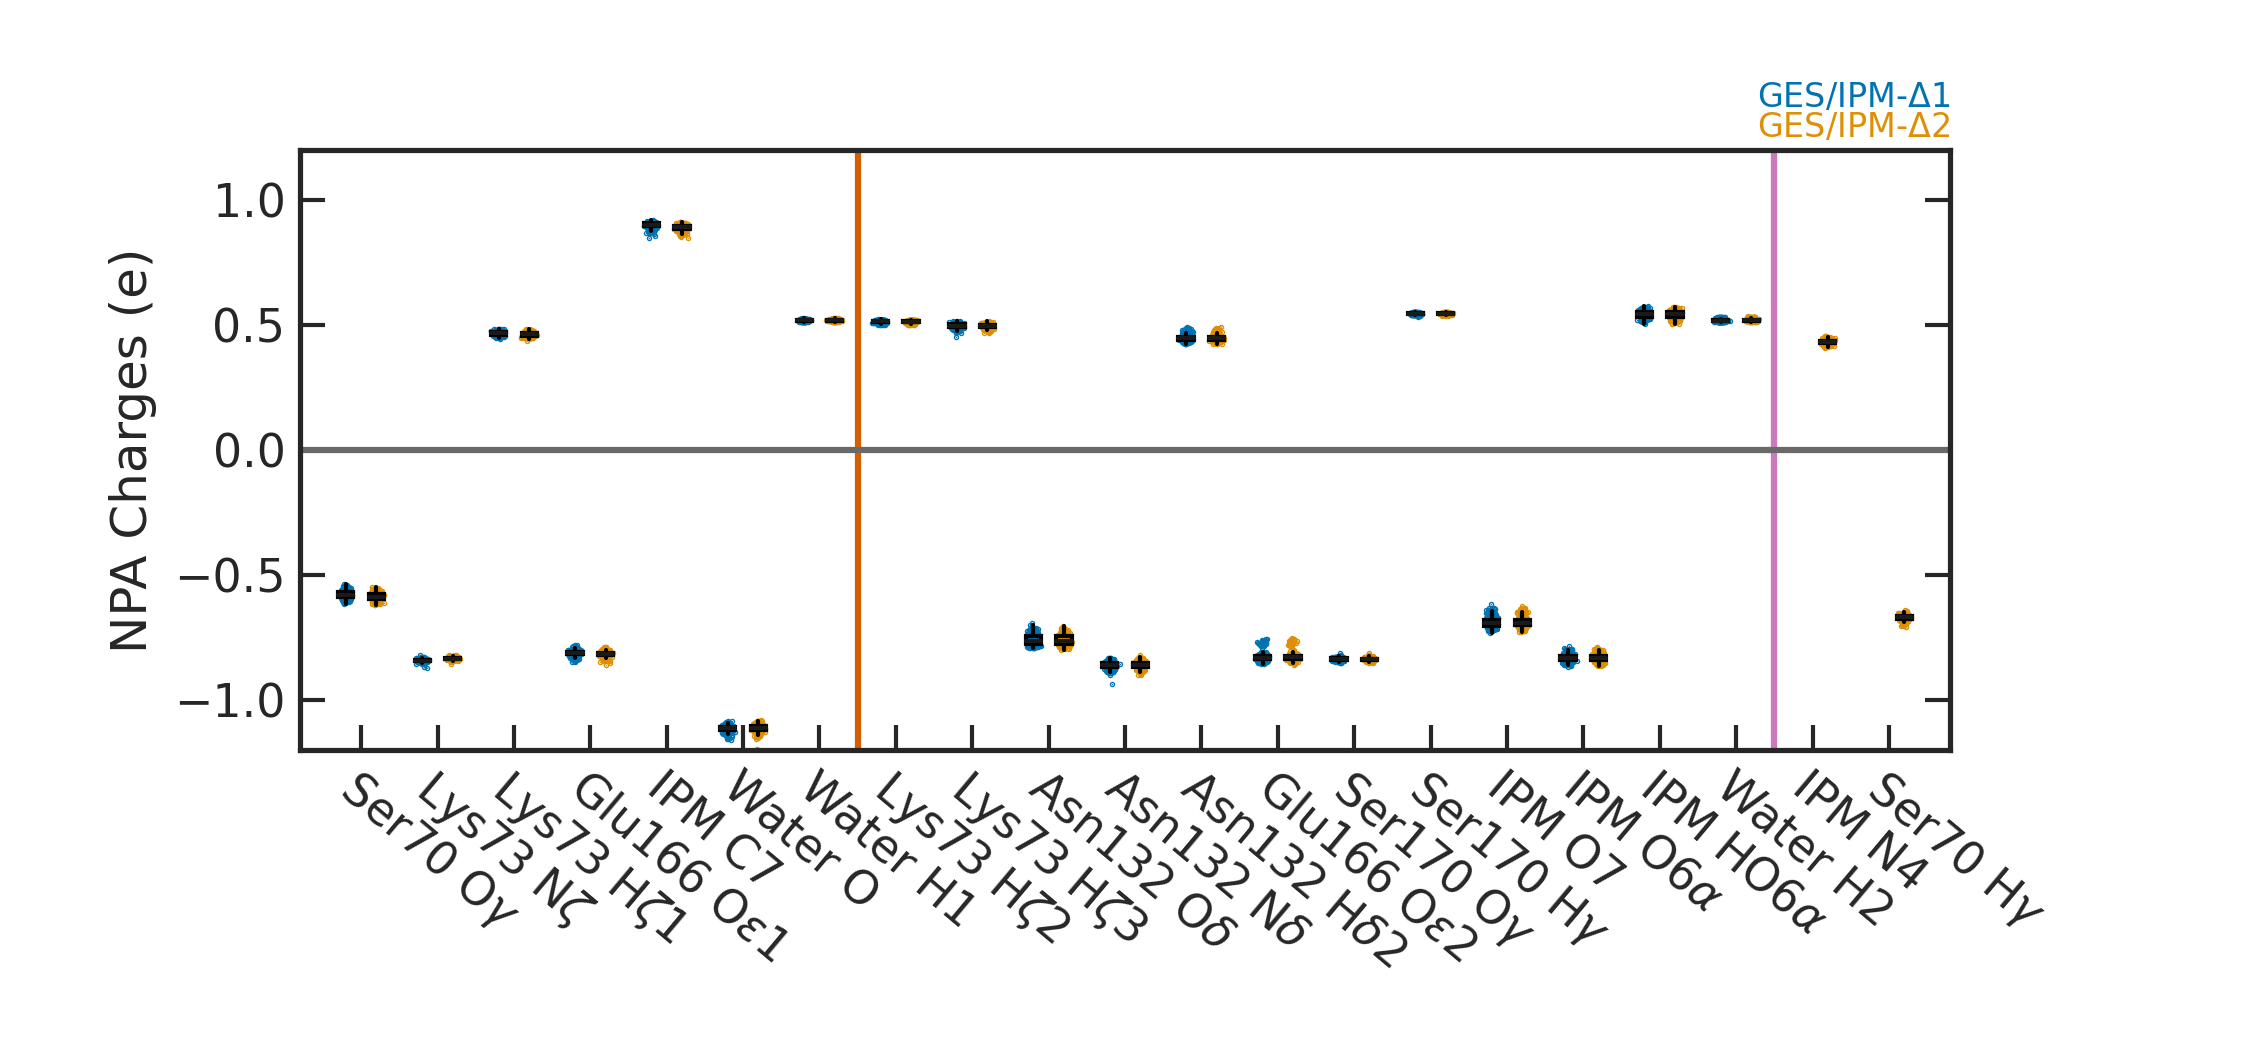 GES/IPM-Δ1
GES/IPM-Δ2
NPA Charges (e)
1.0
0.5
0.0
−0.5
−1.0
Ser70 Oγ
Lys73 Nζ
Lys73 Hζ1
Glu166 Oε1
IPM C7
Water O
Water H1
Lys73 Hζ2
Lys73 Hζ3
Asn132 Oδ
Asn132 Nδ
Asn132 Hδ2
Glu166 Oε2
Ser170 Oγ
Ser170 Hγ
IPM O7
IPM O6α
IPM HO6α
Water H2
IPM N4
Ser70 Hγ